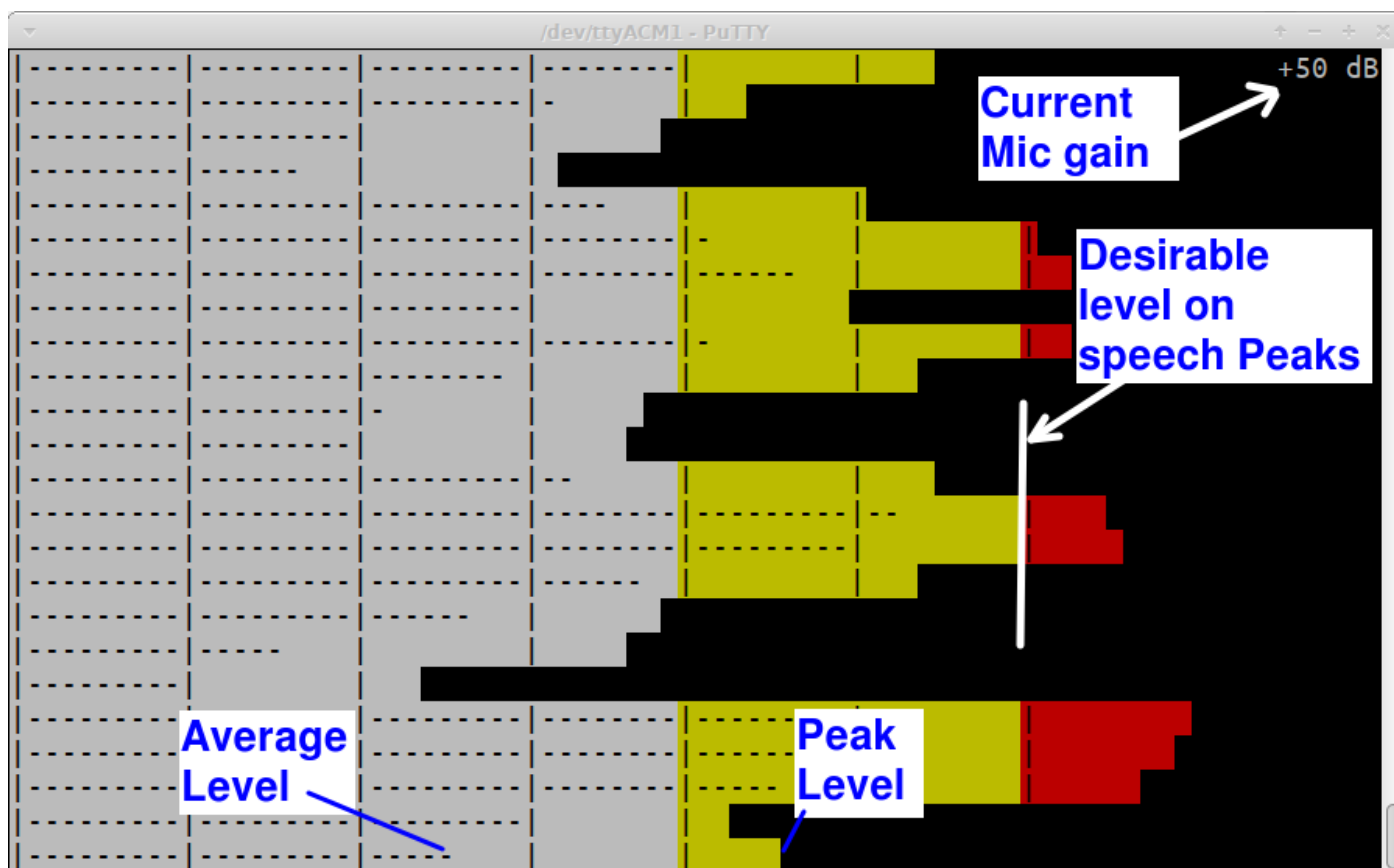 /dev/ttyACM1 - PuTTY
+50 dB
Current
Mic gain
Desirable
level on
speech Peaks
Average
Level
Peak
Level